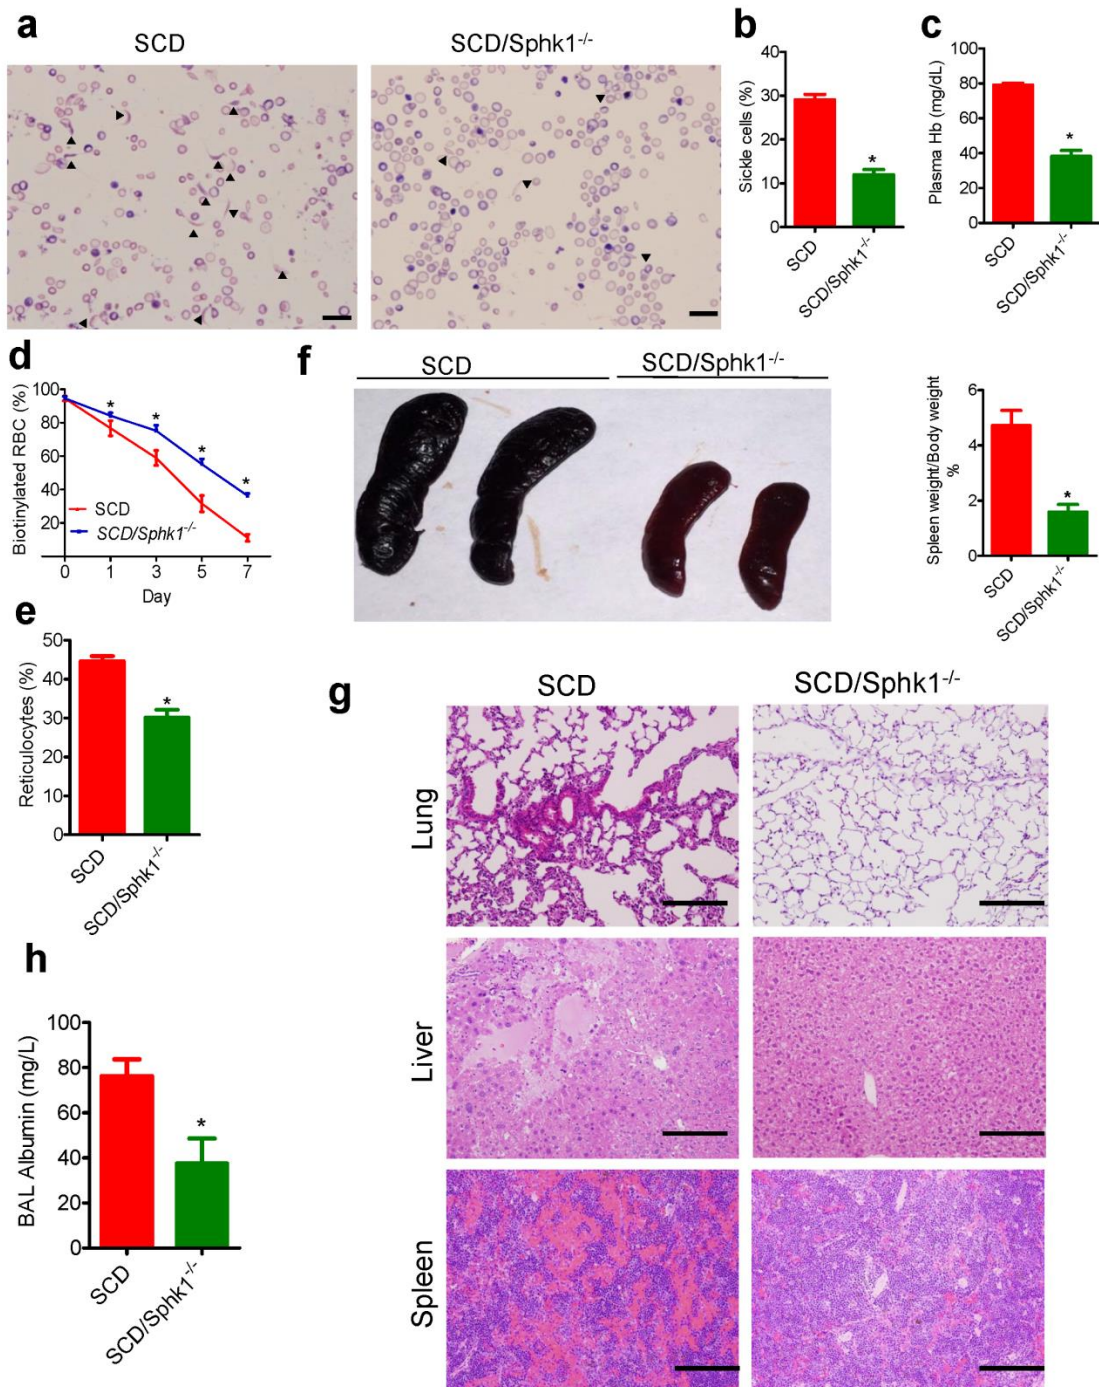 a
SCD
SCD/Sphk1-/-
b
Sickle cells (%)
40
30
20
10
0
*
SCD
SCD/Sphk1-/-
c
Plasma Hb (mg/dL)
80
60
40
20
0
*
SCD
SCD/Sphk1-/-
d
Biotinylated RBC (%)
100
80
60
40
20
* * * *
SCD
SCD/Sphk1-/-
0 1 3 5 7
Day
e
Reticulocytes (%)
50
40
30
20
10
0
*
SCD
SCD/Sphk1-/-
f
SCD
SCD/Sphk1-/-
Spleen weight/Body weight
%
6
4
2
0
*
SCD
SCD/Sphk1-/-
g
SCD
SCD/Sphk1-/-
Lung
Liver
Spleen
h
BAL Albumin (mg/L)
100
80
60
40
20
0
*
SCD
SCD/Sphk1-/-